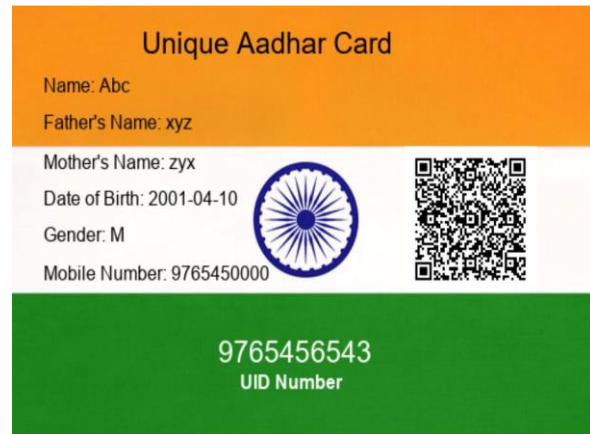 Unique Aadhar Card
Name: Abc
Father's Name: xyz
Mother's Name: zyx
Date of Birth: 2001-04-10
Gender: M
Mobile Number: 9765450000
9765456543
UID Number